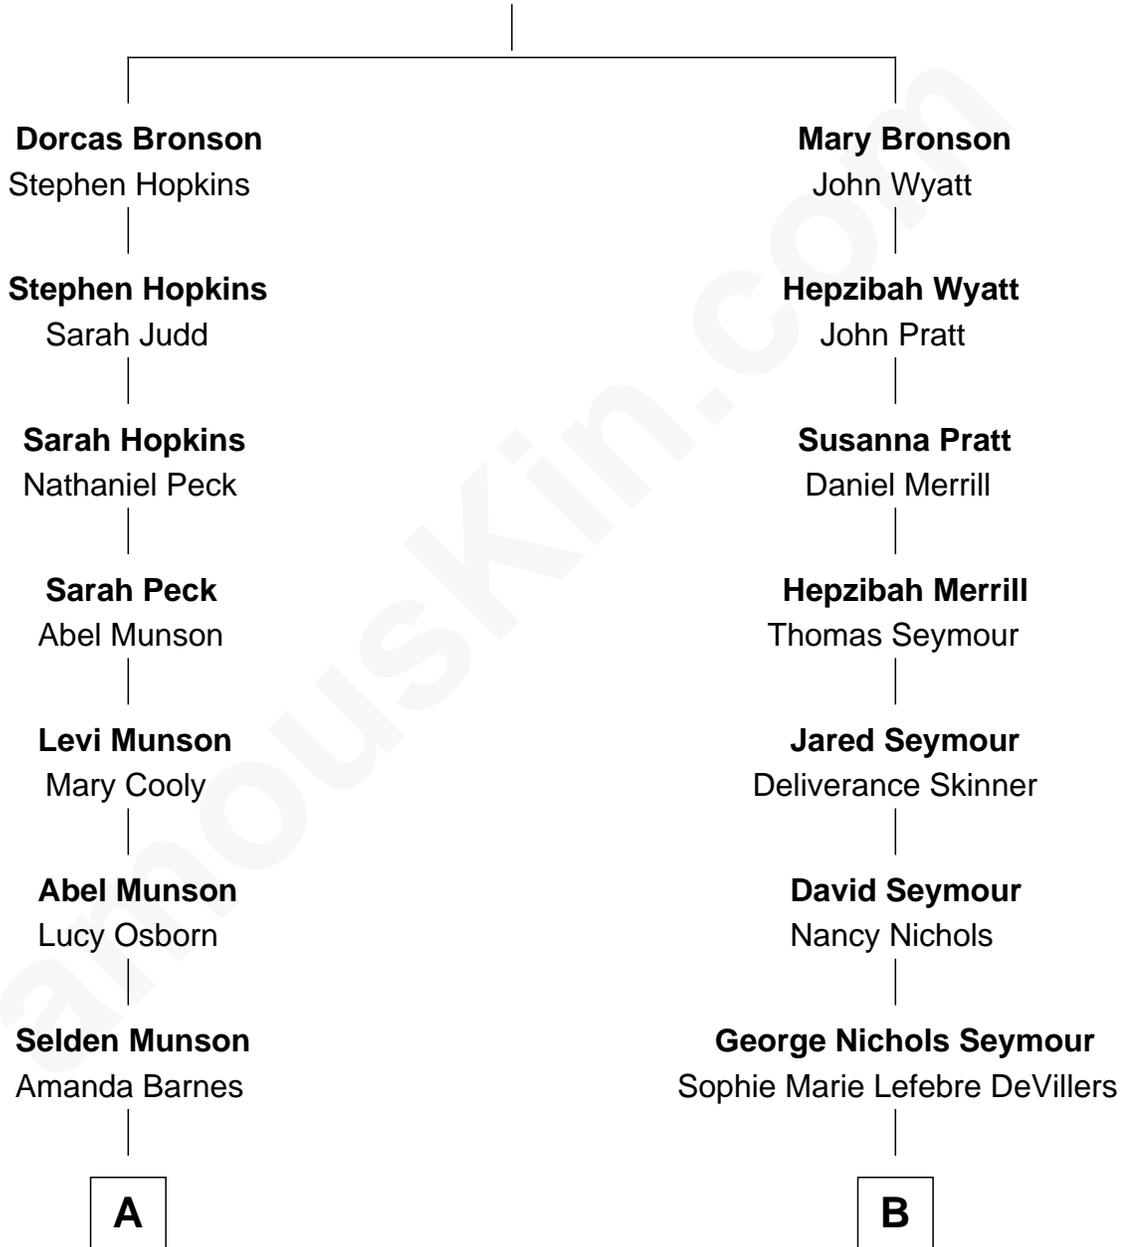 Dorcas Bronson
Stephen Hopkins
Mary Bronson
John Wyatt
Stephen Hopkins
Sarah Judd
Hepzibah Wyatt
John Pratt
Sarah Hopkins
Nathaniel Peck
Susanna Pratt
Daniel Merrill
Sarah Peck
Abel Munson
Hepzibah Merrill
Thomas Seymour
Levi Munson
Mary Cooly
Jared Seymour
Deliverance Skinner
Abel Munson
Lucy Osborn
David Seymour
Nancy Nichols
Selden Munson
Amanda Barnes
George Nichols Seymour
Sophie Marie Lefebre DeVillers
A
B
amousKin.com